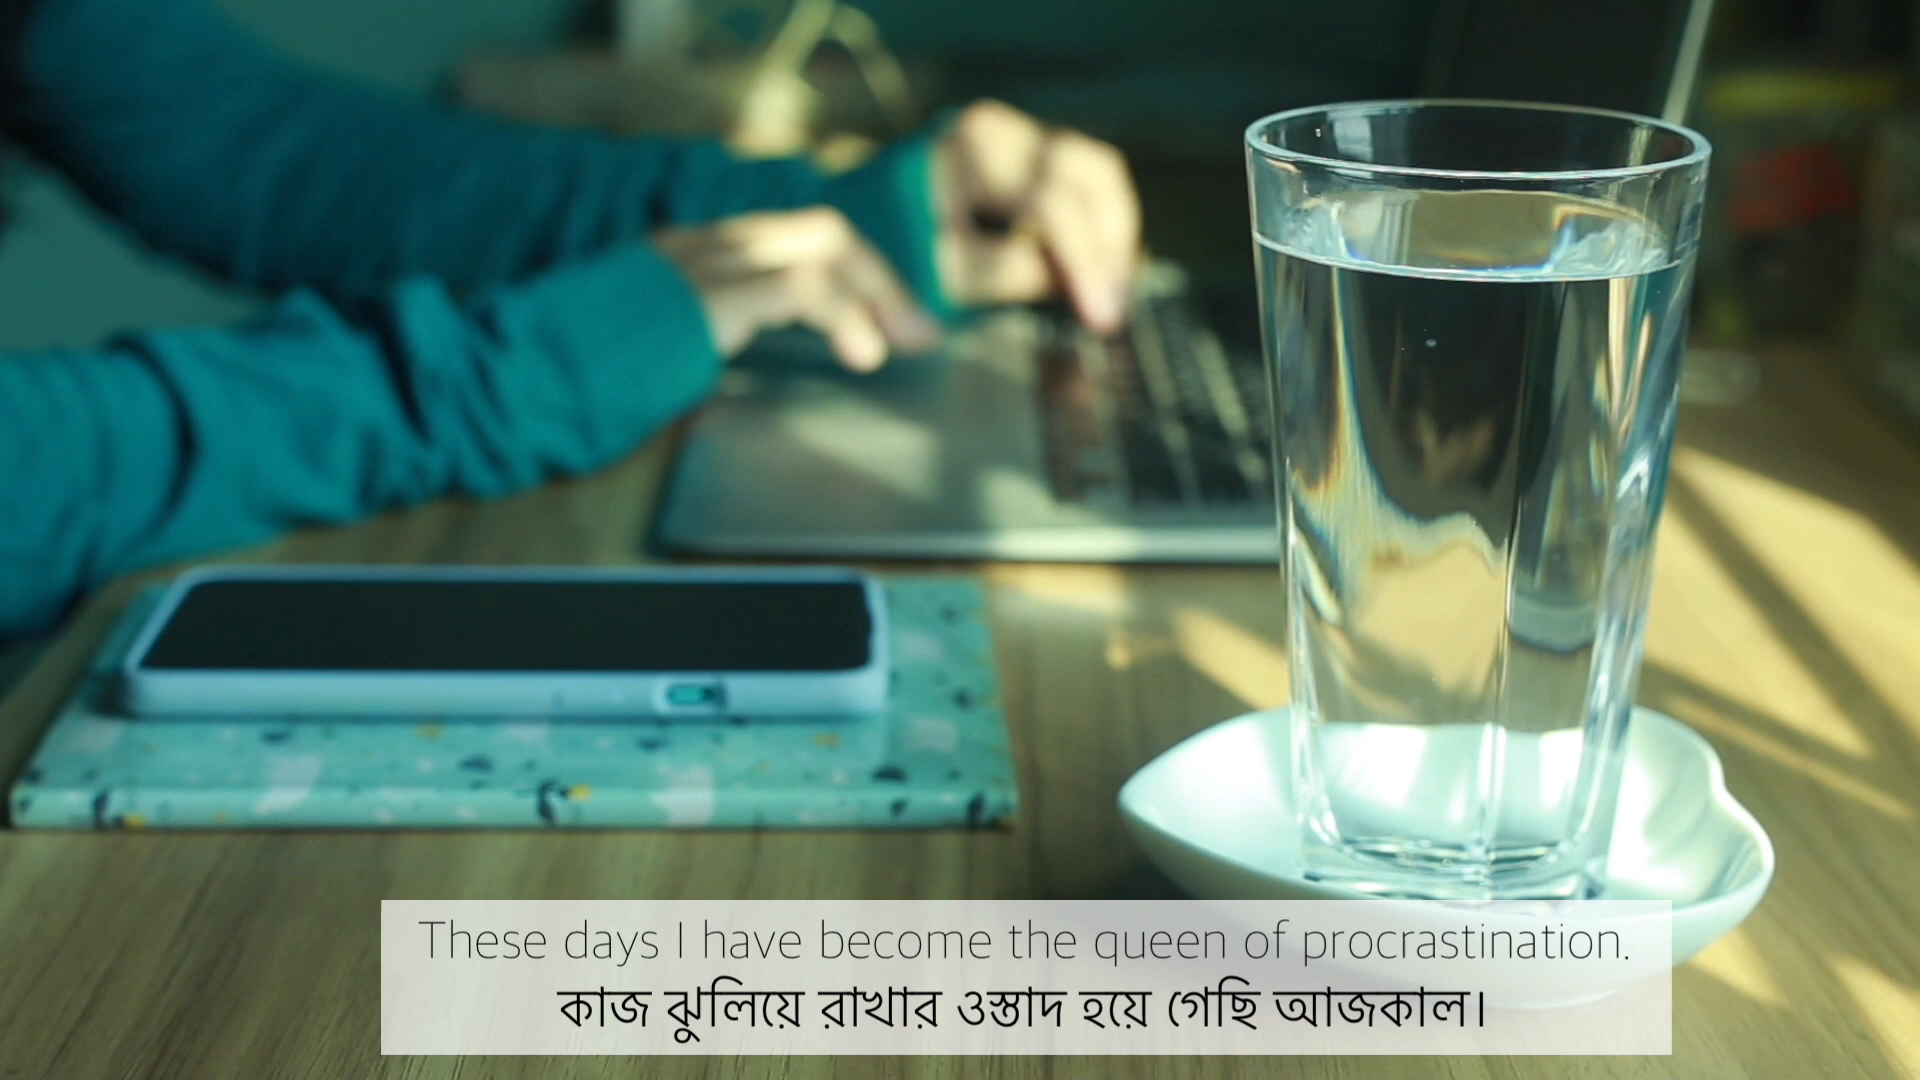 These days I have become the queen of procrastination.
কাজ ঝুলিয়ে রাখার ওস্তাদ হয়ে গেছি আজকাল।